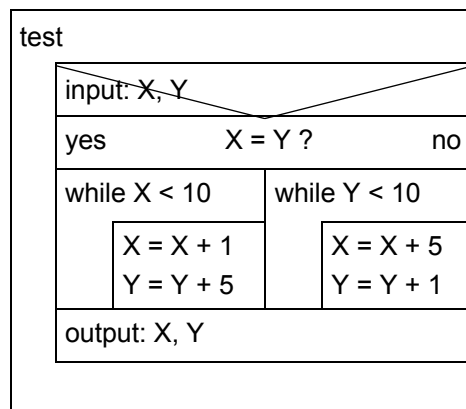 test
input: X, Y
yes X = Y ? no
while X < 10 while Y < 10
X = X + 1 X = X + 5
Y = Y + 5 Y = Y + 1
output: X, Y